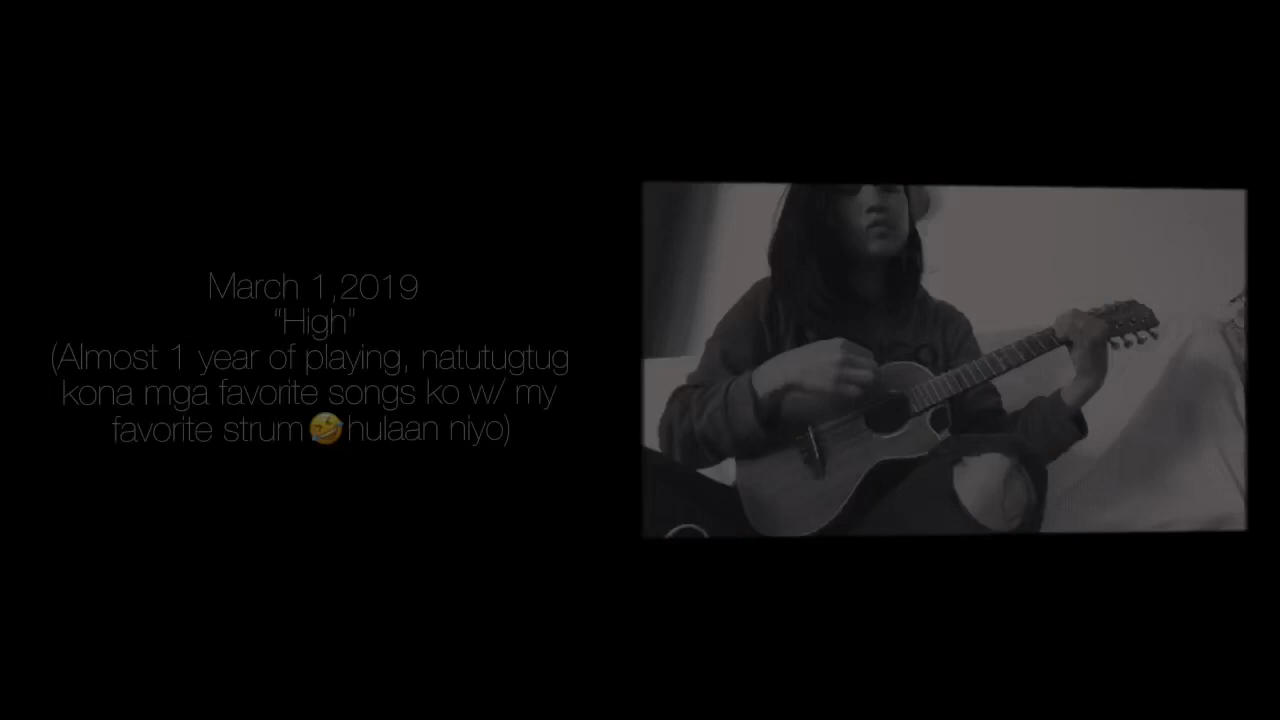 March 1,2019
“High”
(Almost 1 year of playing, natutugtug
kona mga favorite songs ko w/ my
favorite strum🤣hulaan niyo)